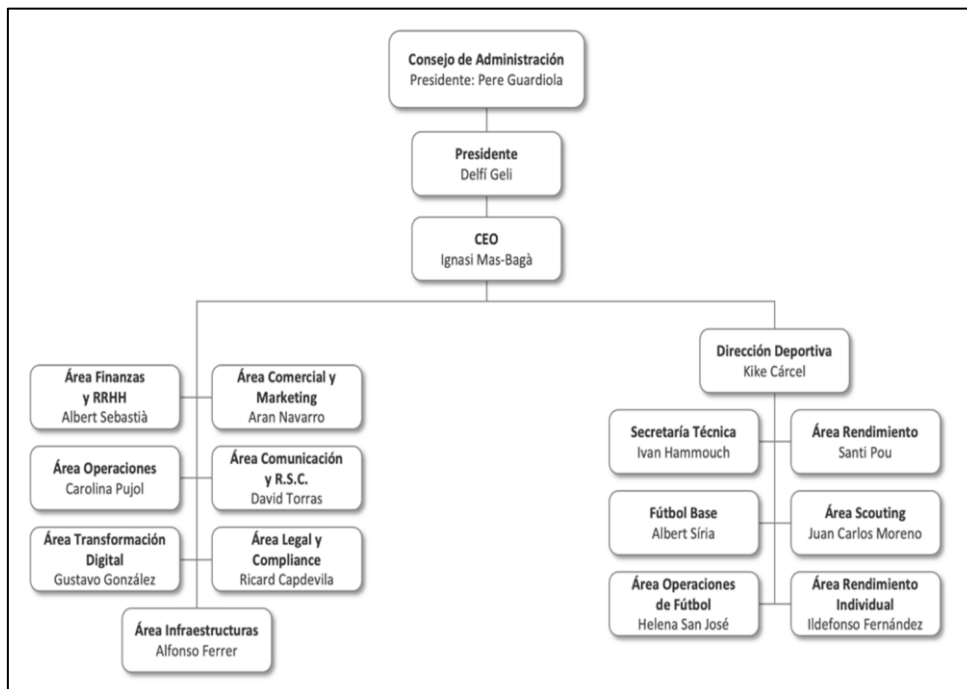 Consejo de Administración
Presidente: Pere Guardiola
Presidente
Delfí Geli
CEO
Ignasi Mas-Bagà
Área Finanzas
y RRHH
Albert Sebastià
Área Comercial y
Marketing
Aran Navarro
Área Operaciones
Carolina Pujol
Área Comunicación
y R.S.C.
David Torras
Área Transformación
Digital
Gustavo González
Área Legal y
Compliance
Ricard Capdevila
Área Infraestructuras
Alfonso Ferrer
Dirección Deportiva
Kike Cárcel
Secretaría Técnica
Ivan Hammouch
Área Rendimiento
Santi Pou
Fútbol Base
Albert Síria
Área Scouting
Juan Carlos Moreno
Área Operaciones
de Fútbol
Helena San José
Área Rendimiento
Individual
Ildefonso Fernández